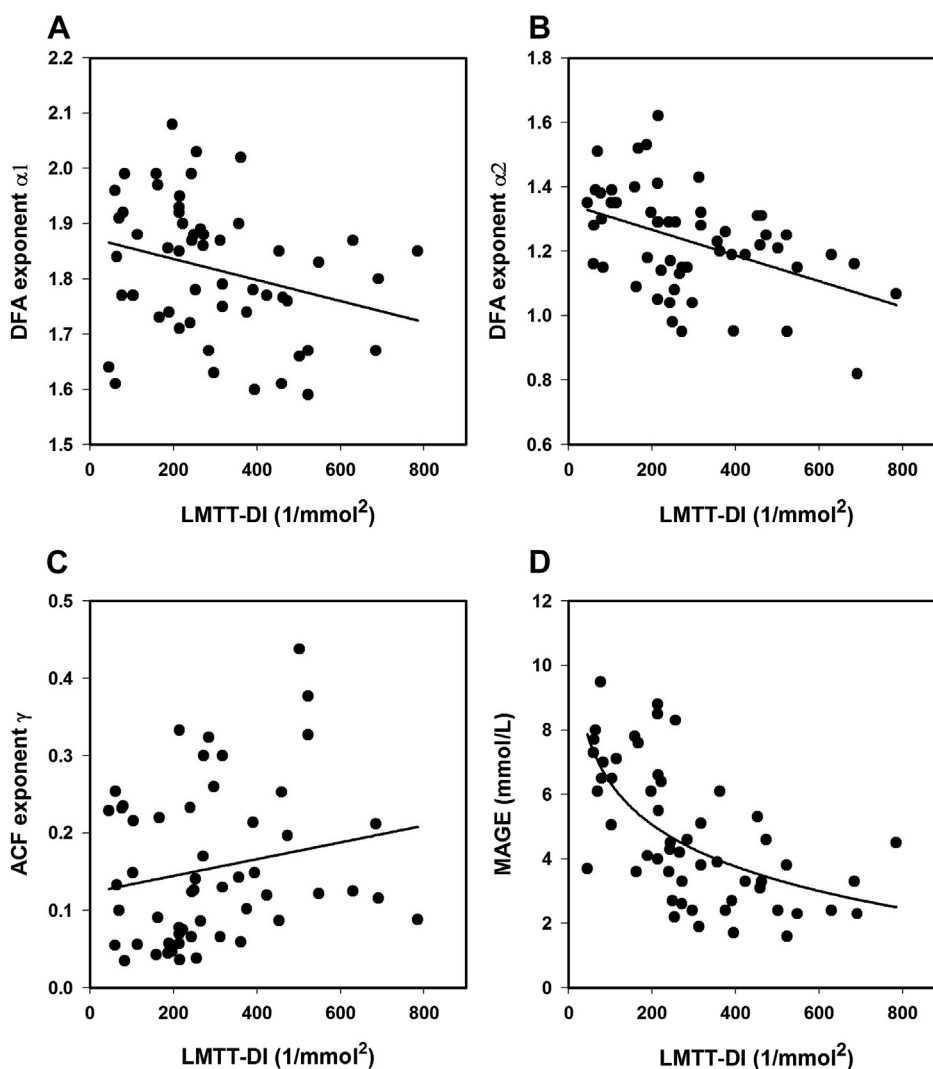 A
2.2
2.1
2.0
1.9
1.8
1.7
1.6
1.5
DFA exponent α1
0 200 400 600 800
LMTT-DI (1/mmol²)
B
1.8
1.6
1.4
1.2
1.0
0.8
0.6
DFA exponent α2
0 200 400 600 800
LMTT-DI (1/mmol²)
C
0.5
0.4
0.3
0.2
0.1
0.0
ACF exponent γ
0 200 400 600 800
LMTT-DI (1/mmol²)
D
12
10
8
6
4
2
0
MAGE (mmol/L)
0 200 400 600 800
LMTT-DI (1/mmol²)